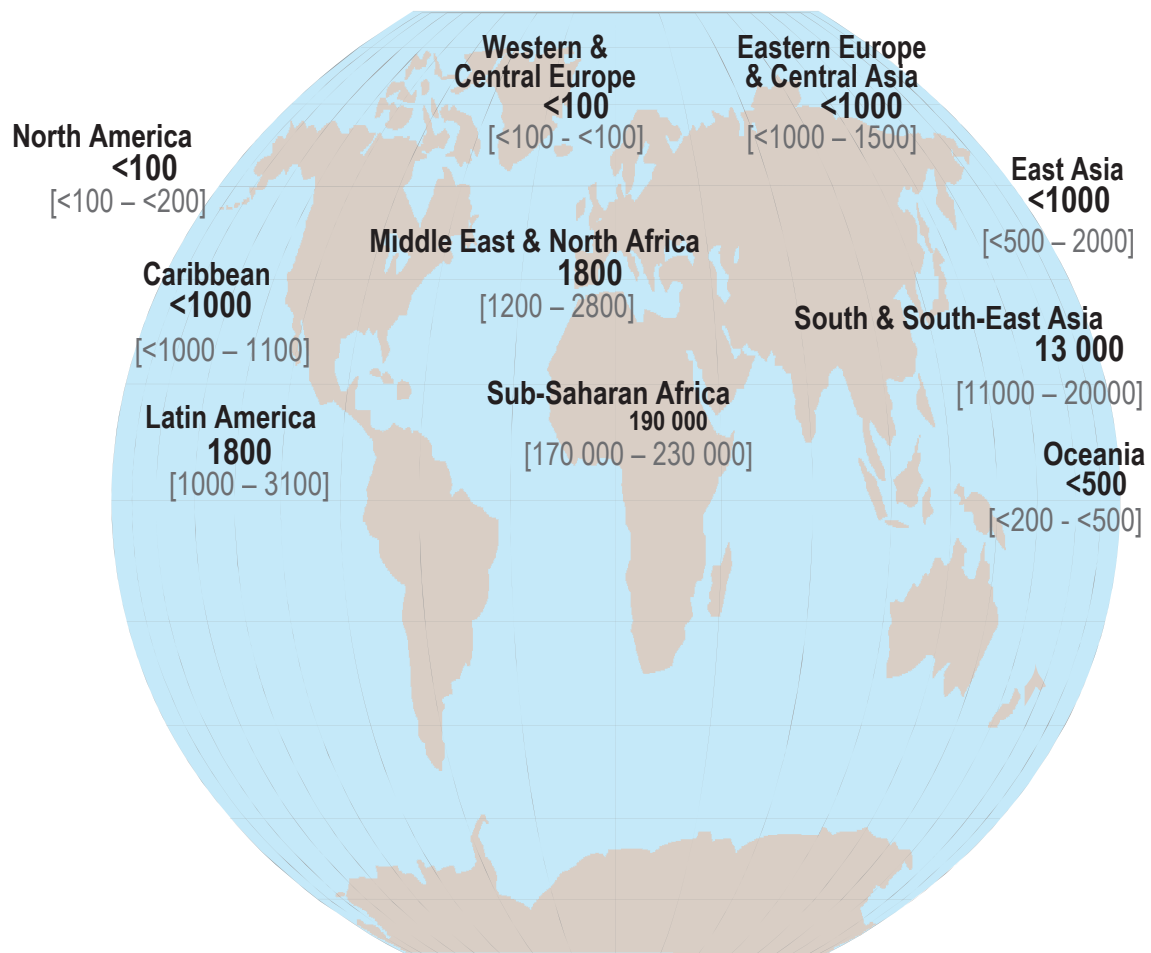 Western &
Central Europe
<100
[<100 - <100]
Eastern Europe
& Central Asia
<1000
[<1000 – 1500]
North America
<100
[<100 – <200]
East Asia
<1000
[<500 – 2000]
Middle East & North Africa
1800
[1200 – 2800]
Caribbean
<1000
[<1000 – 1100]
South & South-East Asia
13 000
[11000 – 20000]
Sub-Saharan Africa
190 000
[170 000 – 230 000]
Latin America
1800
[1000 – 3100]
Oceania
<500
[<200 - <500]